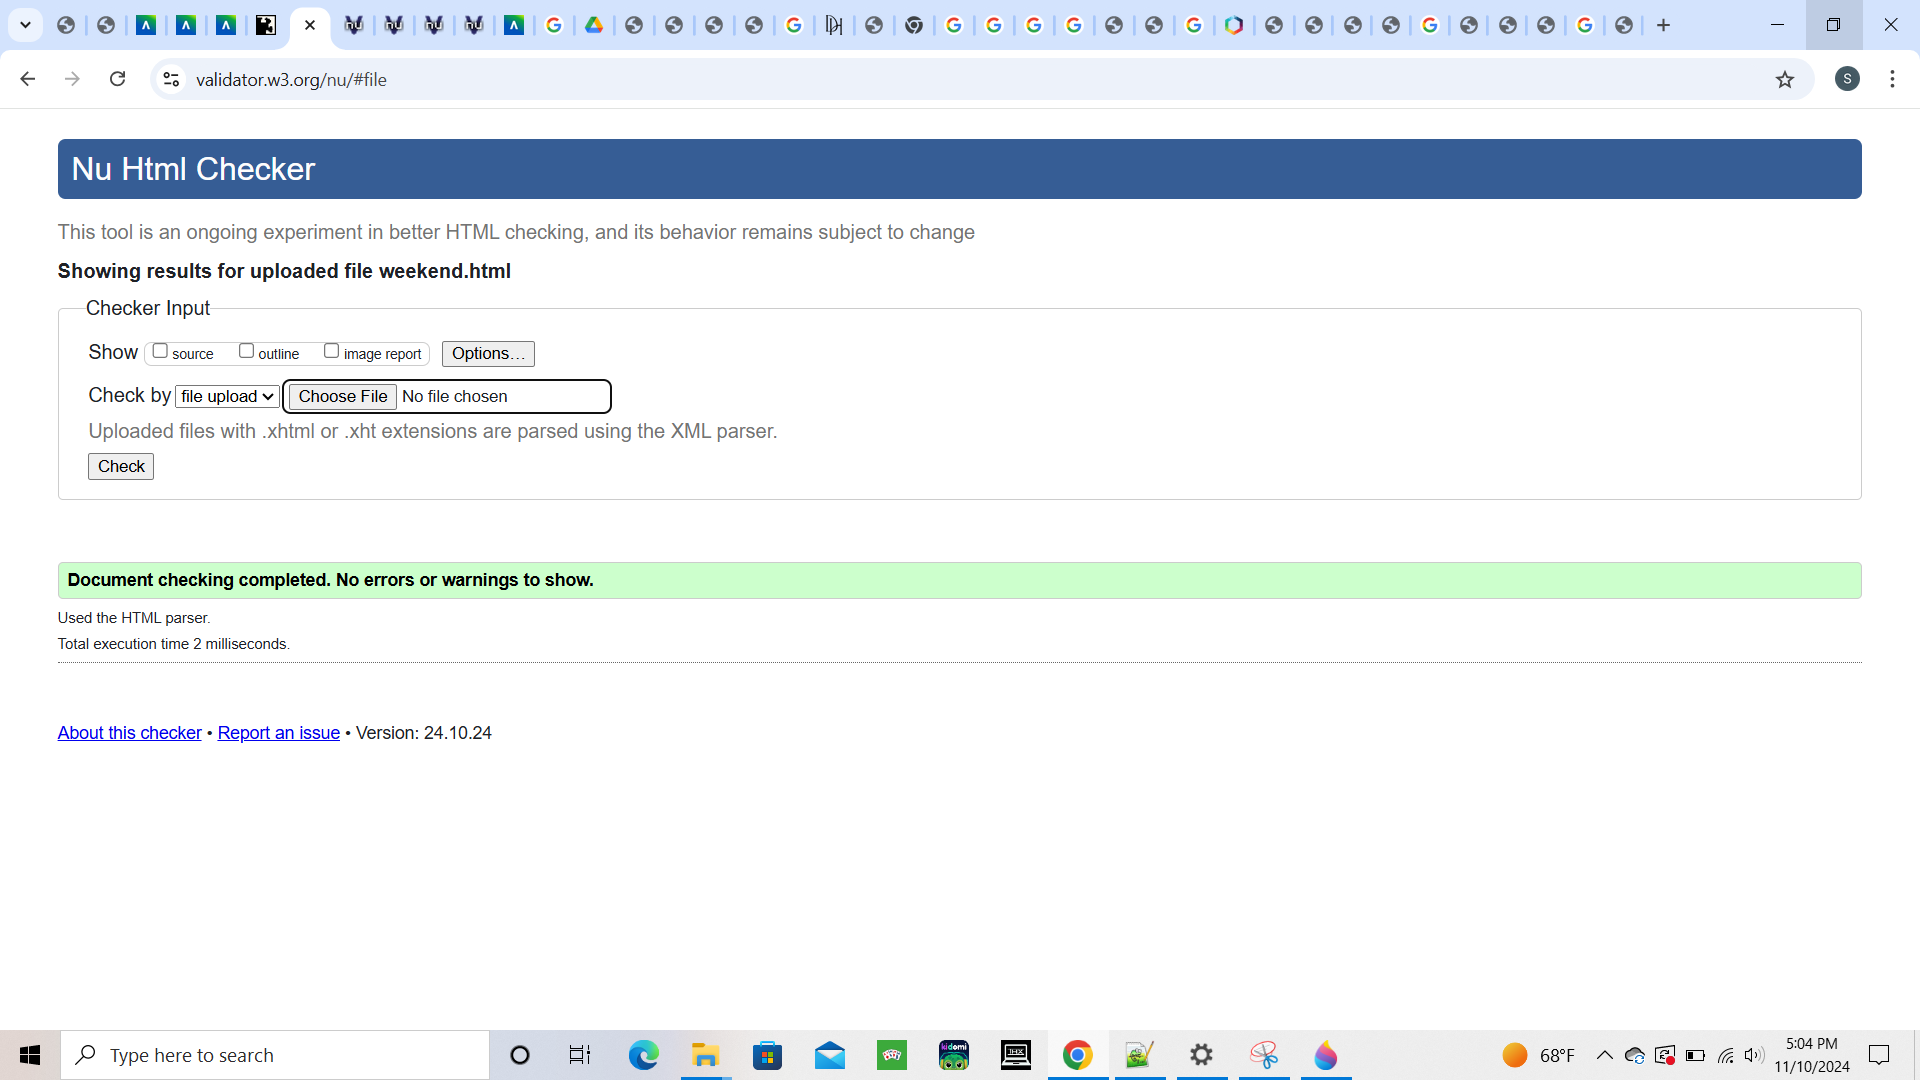 validator.w3.org/nu/#file
S
Nu Html Checker
This tool is an ongoing experiment in better HTML checking, and its behavior remains subject to change
Showing results for uploaded file weekend.html
Checker Input
Show source outline image report Options…
Check by file upload Choose File No file chosen
Uploaded files with .xhtml or .xht extensions are parsed using the XML parser.
Check
Document checking completed. No errors or warnings to show.
Used the HTML parser.
Total execution time 2 milliseconds.
About this checker • Report an issue • Version: 24.10.24
Type here to search
kidomi
68°F
5:04 PM
11/10/2024